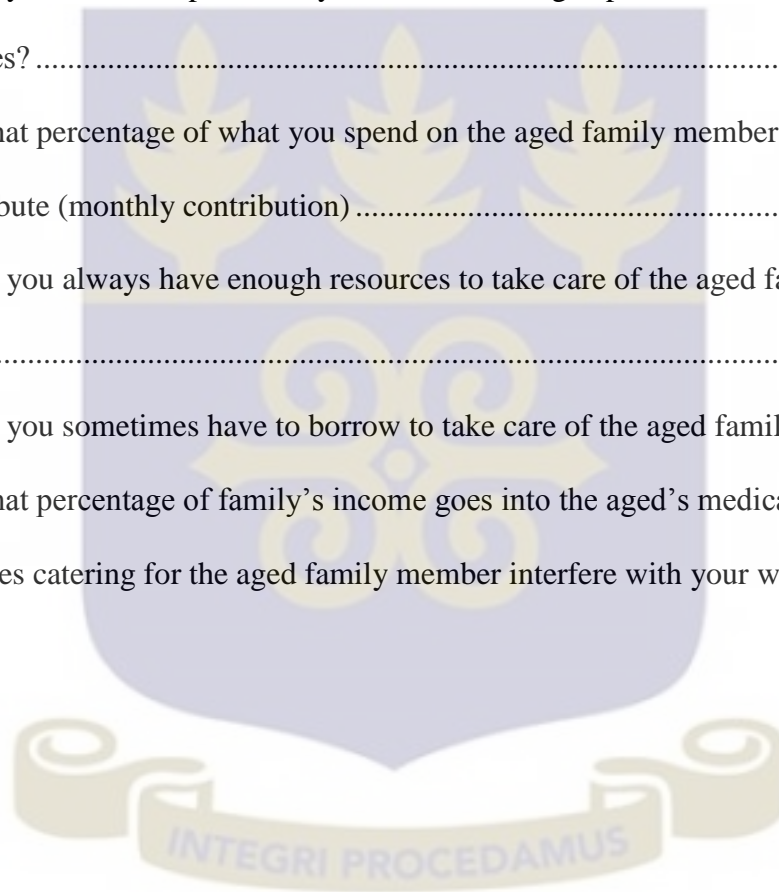 es? ...........................................................................................
hat percentage of what you spend on the aged family member
bute (monthly contribution) .....................................................
you always have enough resources to take care of the aged fa
...................................................................................................
you sometimes have to borrow to take care of the aged famil
hat percentage of family's income goes into the aged's medica
es catering for the aged family member interfere with your w
INTEGRI PROCEDAMUS